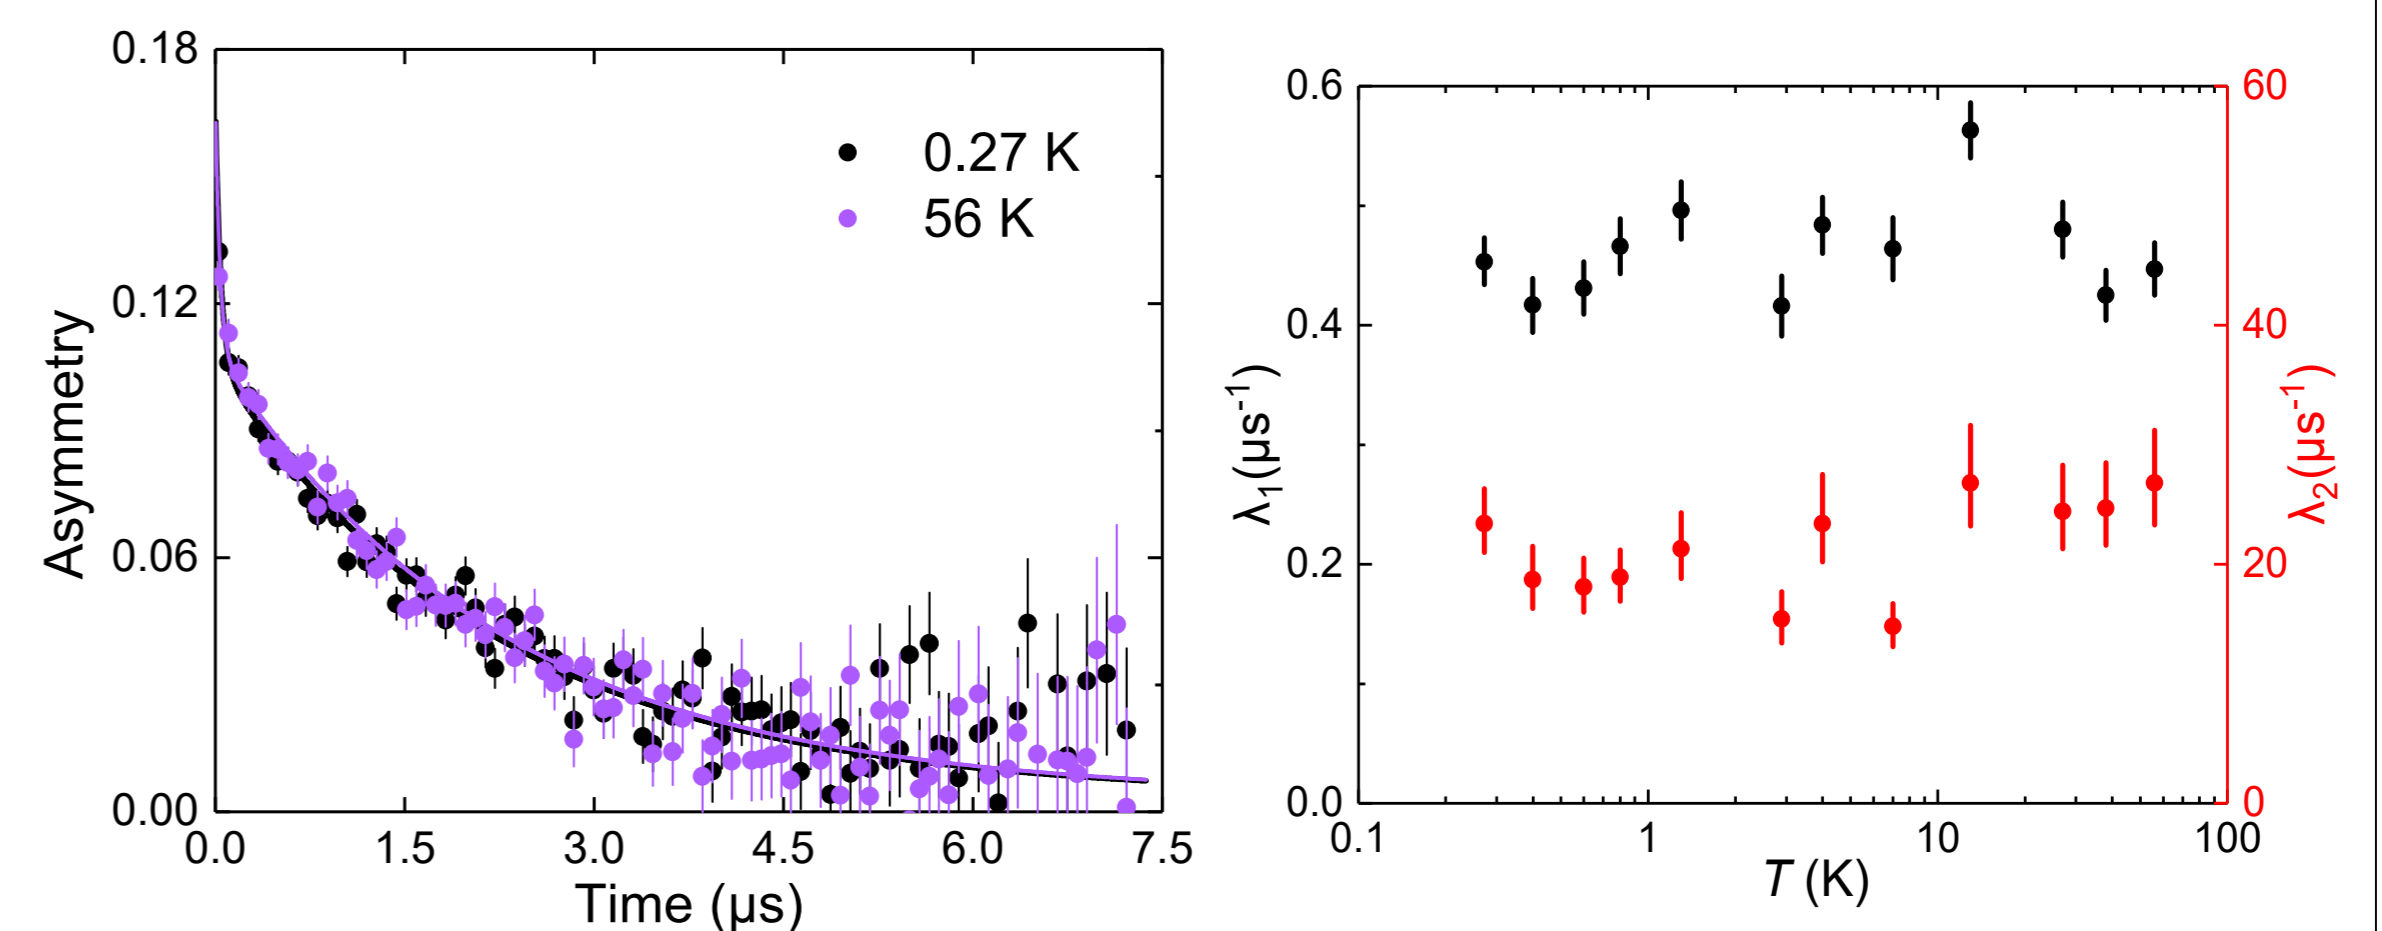 0.18
0.12
0.06
0.00
Asymmetry
0.27 K
56 K
0.0 1.5 3.0 4.5 6.0 7.5
Time (µs)
0.6
0.4
0.2
0.0
λ1(µs-1)
60
40
20
0
λ2(µs-1)
0.1 1 10 100
T (K)